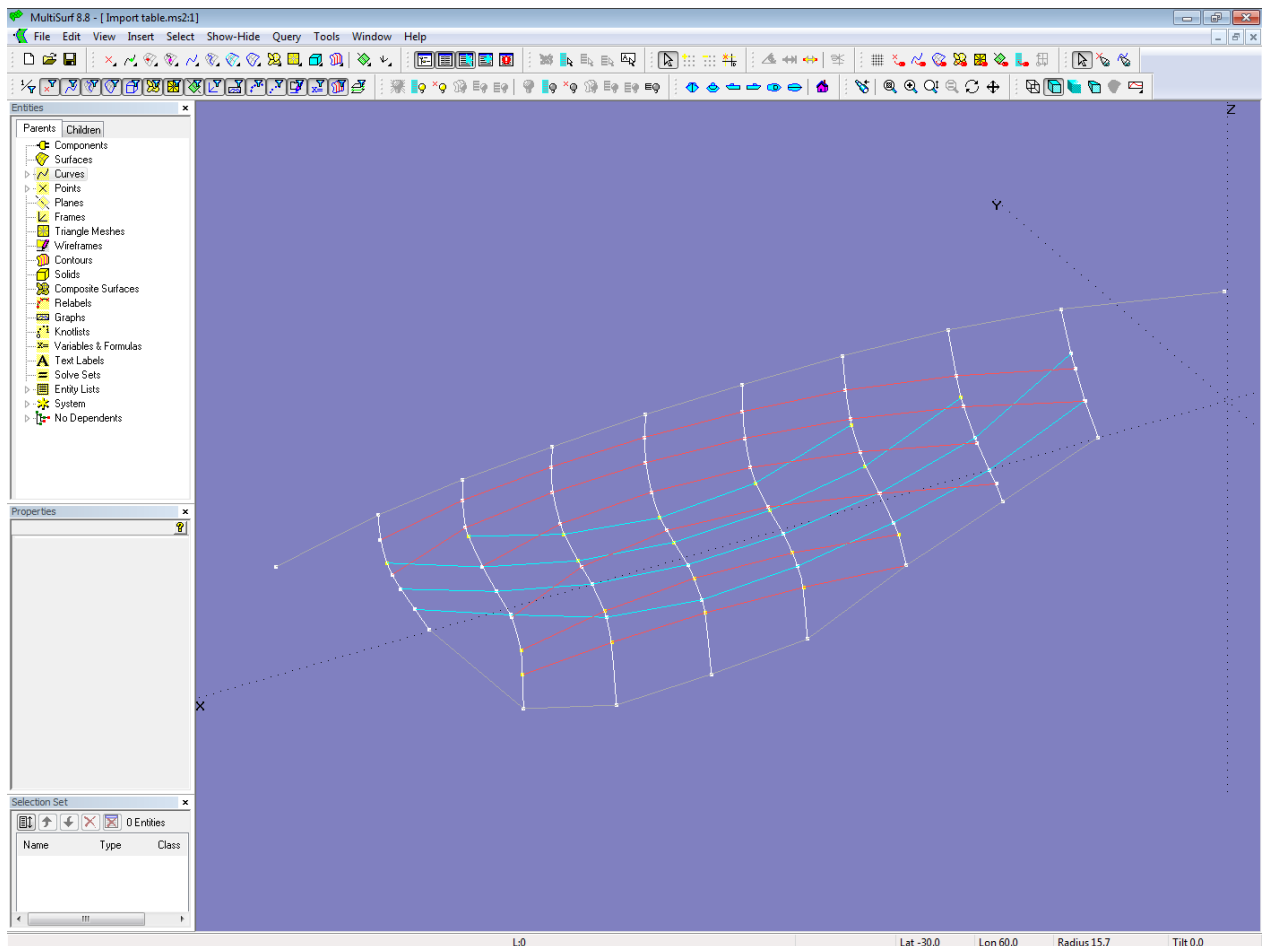 MultiSurf 8.8 - [ Import table.ms2:1]
File Edit View Insert Select Show-Hide Query Tools Window Help
Entities
Parents Children
Components
Surfaces
Curves
Points
Planes
Frames
Triangle Meshes
Wireframes
Contours
Solids
Composite Surfaces
Relabels
Graphs
Knotlists
Variables & Formulas
Text Labels
Solve Sets
Entity Lists
System
No Dependents
Z
Y
X
Properties
Selection Set
0 Entities
Name Type Class
L:0 Lat -30.0 Lon 60.0 Radius 15.7 Tilt 0.0